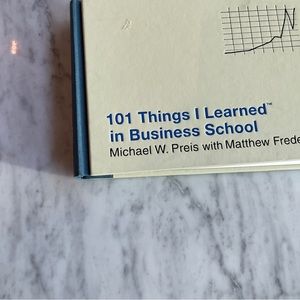 101 Things I Learned™
in Business School
Michael W. Preis with Matthew Frede